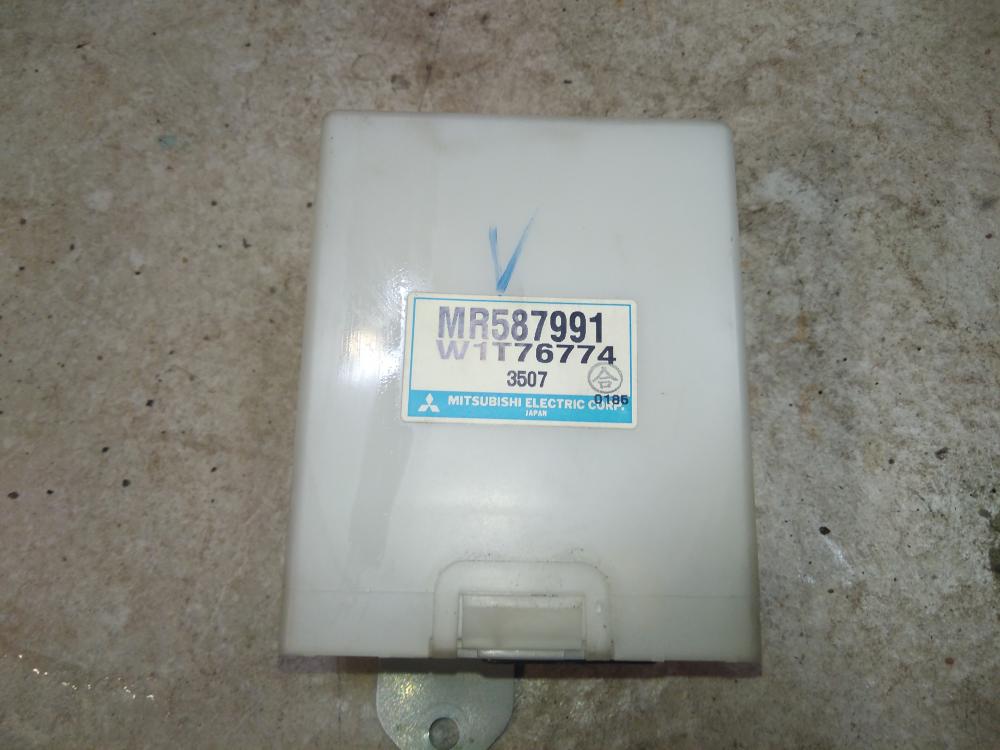 MR587991
W1T76774
3507
合
0186
MITSUBISHI ELECTRIC CORP.
JAPAN